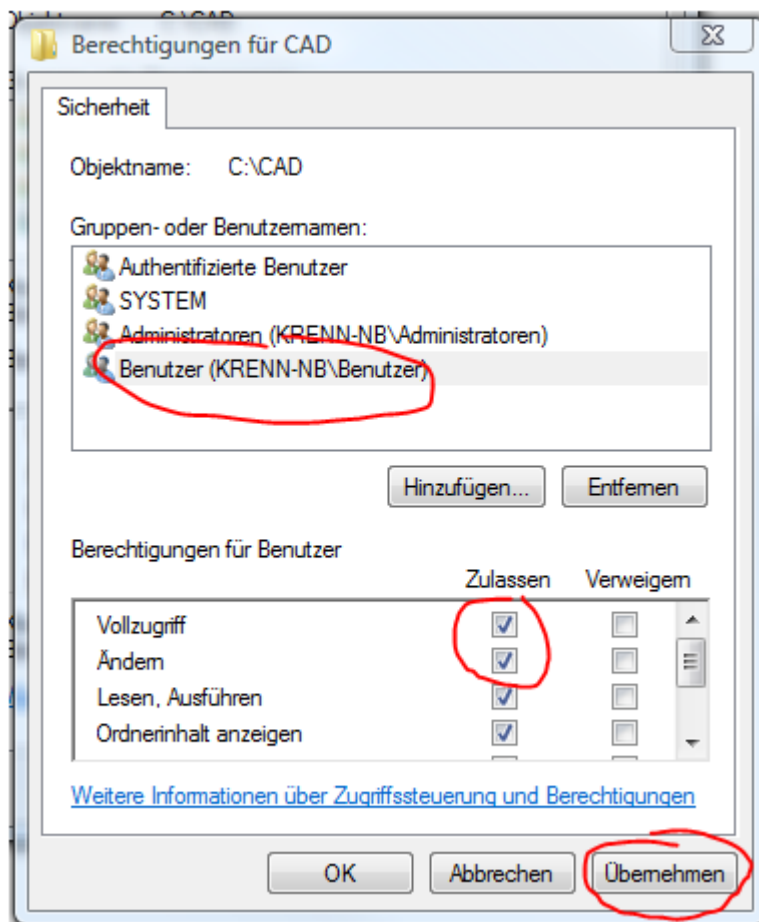 Berechtigungen für CAD
Sicherheit
Objektname: C:\CAD
Gruppen- oder Benutzernamen:
Authentifizierte Benutzer
SYSTEM
Administratoren (KRENN-NB\Administratoren)
Benutzer (KRENN-NB\Benutzer)
Hinzufügen... Entfernen
Berechtigungen für Benutzer
Zulassen Verweigern
Vollzugriff
Ändern
Lesen, Ausführen
Ordnerinhalt anzeigen
Weitere Informationen über Zugriffssteuerung und Berechtigungen
OK Abbrechen Übernehmen